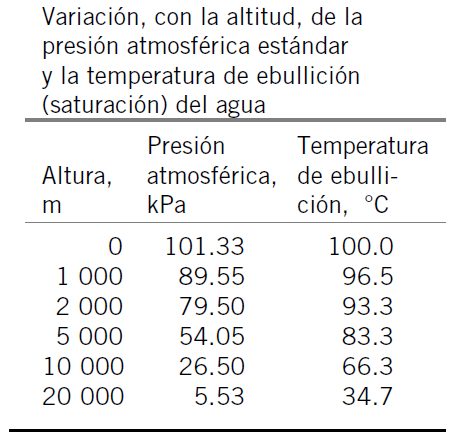 Variación, con la altitud, de la
presión atmosférica estándar
y la temperatura de ebullición
(saturación) del agua
Altura,
m
Presión
atmosférica,
kPa
Temperatura
de ebulli-
ción, °C
0 101.33 100.0
1 000 89.55 96.5
2 000 79.50 93.3
5 000 54.05 83.3
10 000 26.50 66.3
20 000 5.53 34.7